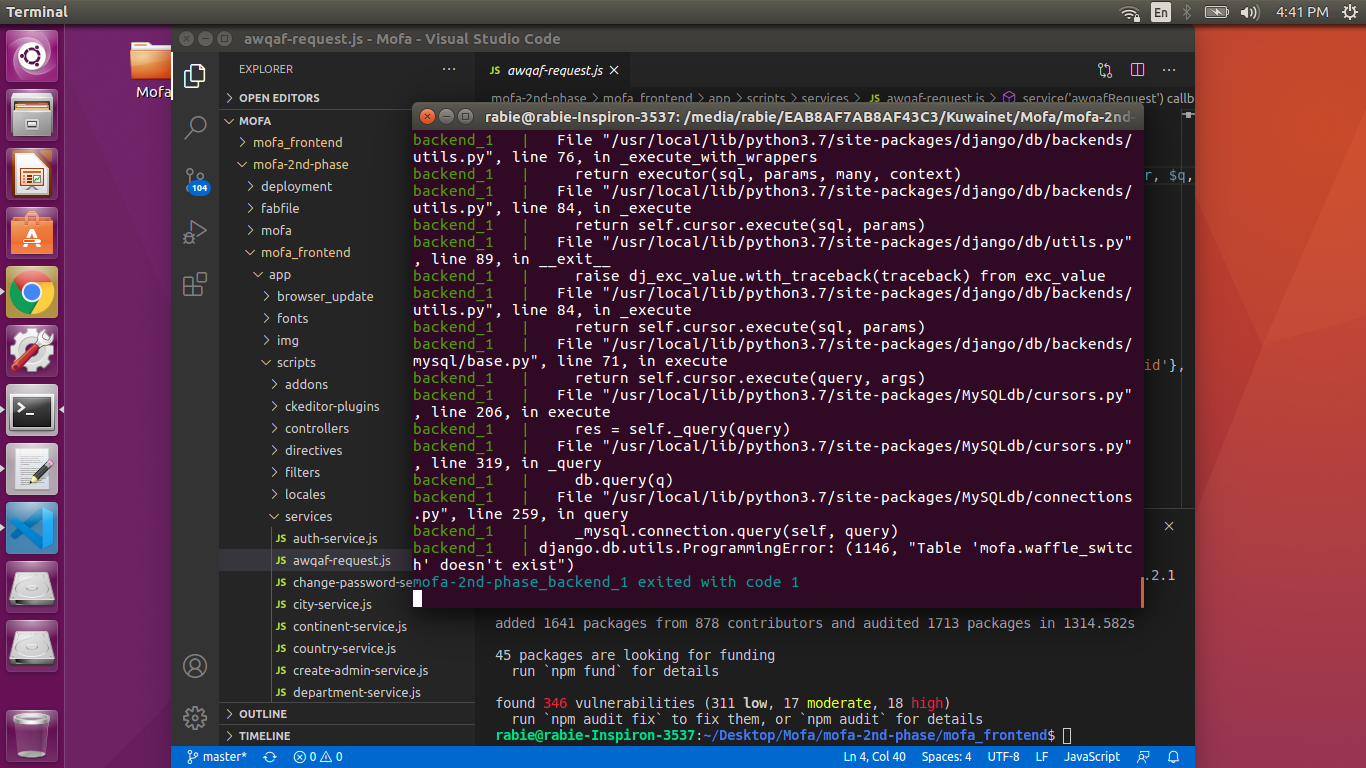 Terminal
En
4:41 PM
Mofa
awqaf-request.js - Mofa - Visual Studio Code
EXPLORER
OPEN EDITORS
MOFA
mofa_frontend
mofa-2nd-phase
deployment
fabfile
mofa
mofa_frontend
app
browser_update
fonts
img
scripts
addons
ckeditor-plugins
controllers
directives
filters
locales
services
JS auth-service.js
JS awqaf-request.js
JS change-password-se
JS city-service.js
JS continent-service.js
JS country-service.js
JS create-admin-service.js
JS department-service.js
OUTLINE
TIMELINE
104
JS awqaf-request.js
mofa-2nd-phase > mofa_frontend > app > scripts > services > JS awqaf-request.js > service('awqafRequest') callb
r, $q,
id'},
rabie@rabie-Inspiron-3537: /media/rabie/EAB8AF7AB8AF43C3/Kuwainet/Mofa/mofa-2nd-
backend_1 | File "/usr/local/lib/python3.7/site-packages/django/db/backends/
utils.py", line 76, in _execute_with_wrappers
backend_1 | return executor(sql, params, many, context)
backend_1 | File "/usr/local/lib/python3.7/site-packages/django/db/backends/
utils.py", line 84, in _execute
backend_1 | return self.cursor.execute(sql, params)
backend_1 | File "/usr/local/lib/python3.7/site-packages/django/db/utils.py"
, line 89, in __exit__
backend_1 | raise dj_exc_value.with_traceback(traceback) from exc_value
backend_1 | File "/usr/local/lib/python3.7/site-packages/django/db/backends/
utils.py", line 84, in _execute
backend_1 | return self.cursor.execute(sql, params)
backend_1 | File "/usr/local/lib/python3.7/site-packages/django/db/backends/
mysql/base.py", line 71, in execute
backend_1 | return self.cursor.execute(query, args)
backend_1 | File "/usr/local/lib/python3.7/site-packages/MySQLdb/cursors.py"
, line 206, in execute
backend_1 | res = self._query(query)
backend_1 | File "/usr/local/lib/python3.7/site-packages/MySQLdb/cursors.py"
, line 319, in _query
backend_1 | db.query(q)
backend_1 | File "/usr/local/lib/python3.7/site-packages/MySQLdb/connections
.py", line 259, in query
backend_1 | _mysql.connection.query(self, query)
backend_1 | django.db.utils.ProgrammingError: (1146, "Table 'mofa.waffle_switc
h' doesn't exist")
mofa-2nd-phase_backend_1 exited with code 1
.2.1
added 1641 packages from 878 contributors and audited 1713 packages in 1314.582s
45 packages are looking for funding
run `npm fund` for details
found 346 vulnerabilities (311 low, 17 moderate, 18 high)
run `npm audit fix` to fix them, or `npm audit` for details
rabie@rabie-Inspiron-3537:~/Desktop/Mofa/mofa-2nd-phase/mofa_frontend$
master*
0 0
Ln 4, Col 40
Spaces: 4
UTF-8
LF
JavaScript